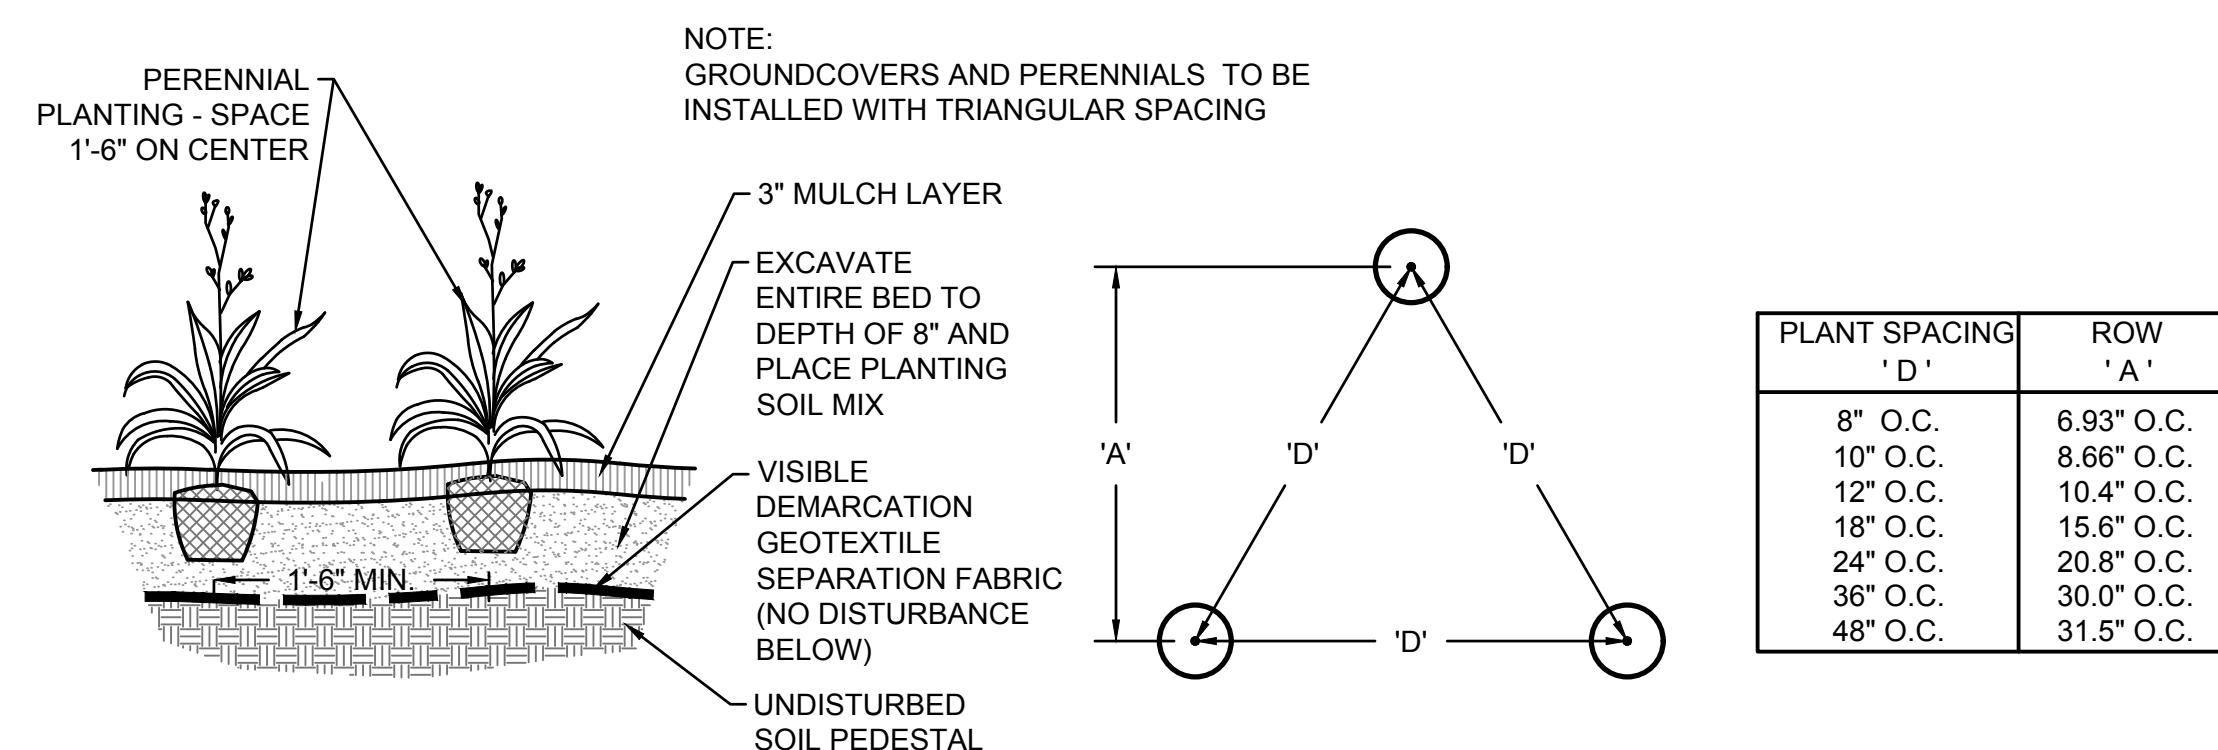 NOTE:
GROUNDCOVERS AND PERENNIALS TO BE
INSTALLED WITH TRIANGULAR SPACING
PERENNIAL
PLANTING - SPACE
1'-6" ON CENTER
3" MULCH LAYER
EXCAVATE
ENTIRE BED TO
DEPTH OF 8" AND
PLACE PLANTING
SOIL MIX
VISIBLE
DEMARCATION
GEOTEXTILE
SEPARATION FABRIC
(NO DISTURBANCE
BELOW)
UNDISTURBED
SOIL PEDESTAL
1'-6" MIN.
'A'
'D'
'D'
'D'
PLANT SPACING ROW
' D ' ' A '
8" O.C. 6.93" O.C.
10" O.C. 8.66" O.C.
12" O.C. 10.4" O.C.
18" O.C. 15.6" O.C.
24" O.C. 20.8" O.C.
36" O.C. 30.0" O.C.
48" O.C. 31.5" O.C.